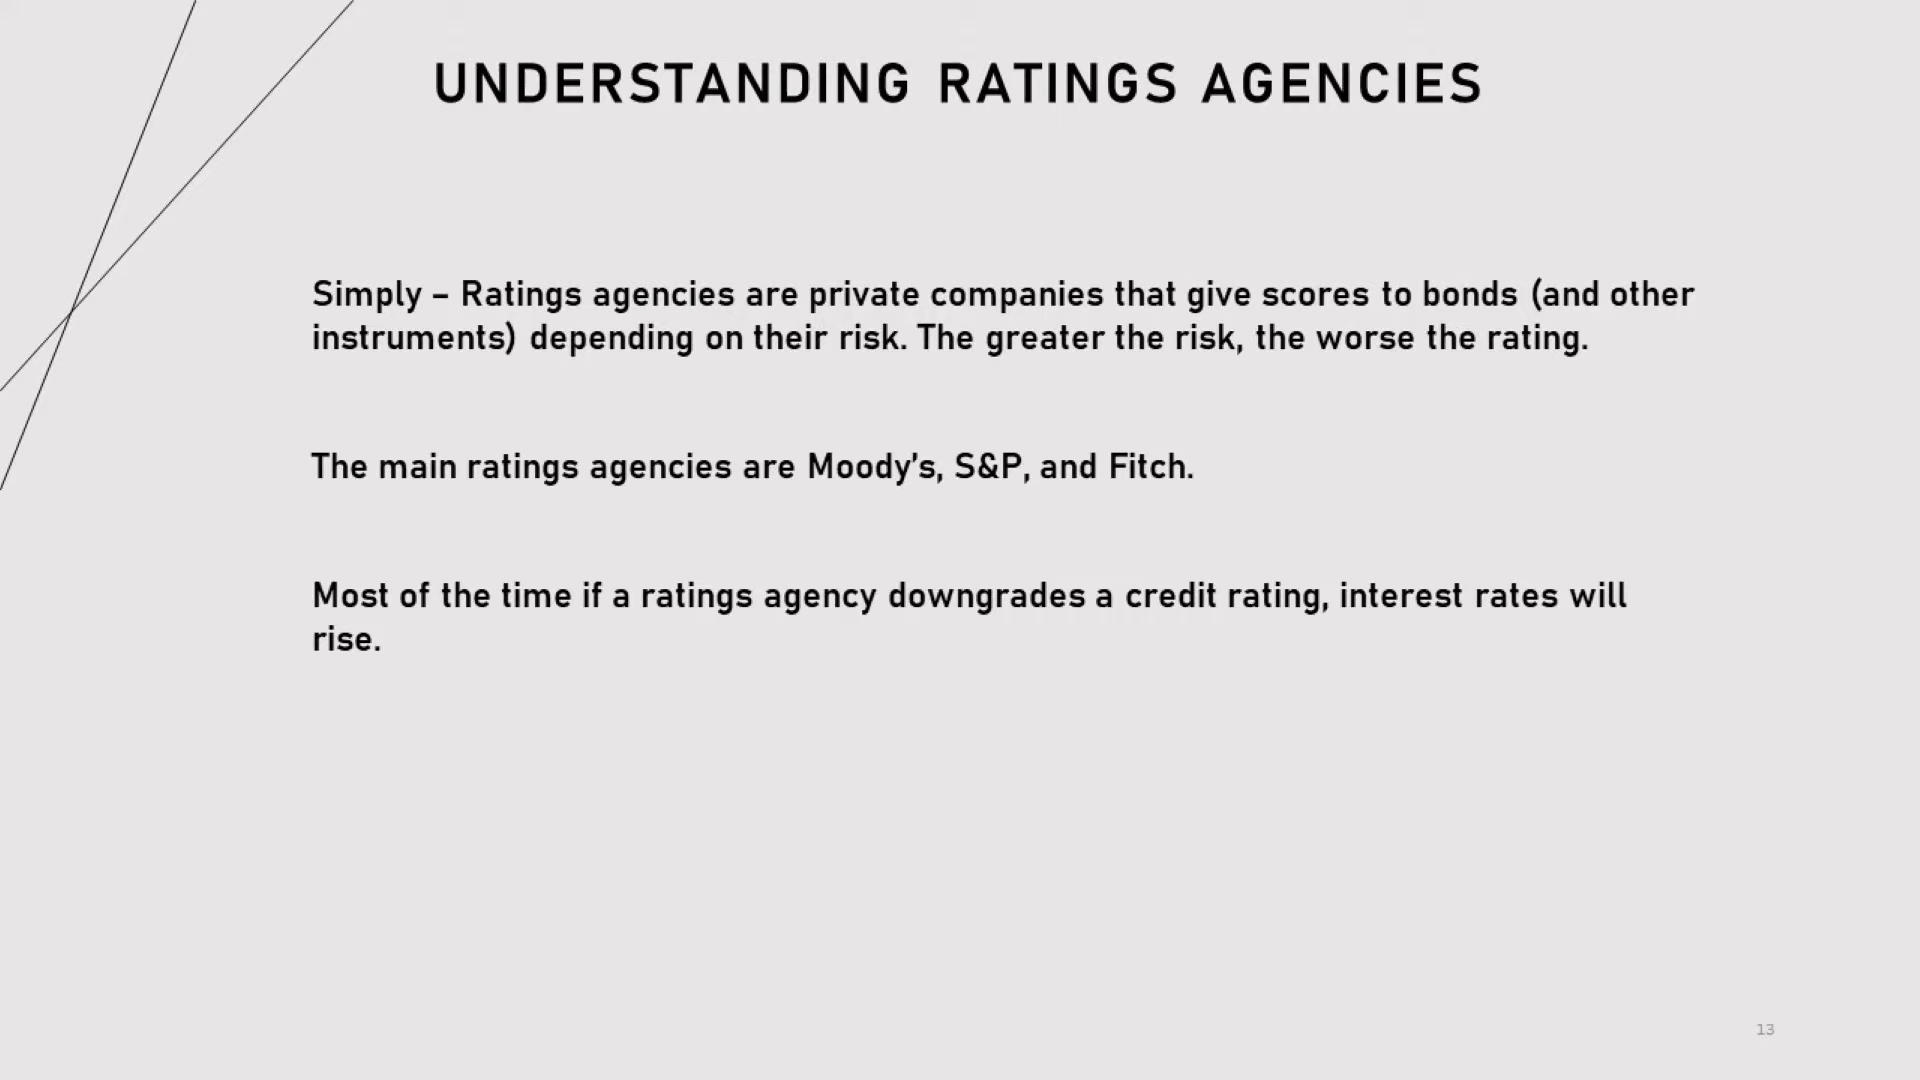 UNDERSTANDING RATINGS AGENCIES
Simply – Ratings agencies are private companies that give scores to bonds (and other
instruments) depending on their risk. The greater the risk, the worse the rating.
The main ratings agencies are Moody’s, S&P, and Fitch.
Most of the time if a ratings agency downgrades a credit rating, interest rates will
rise.
13